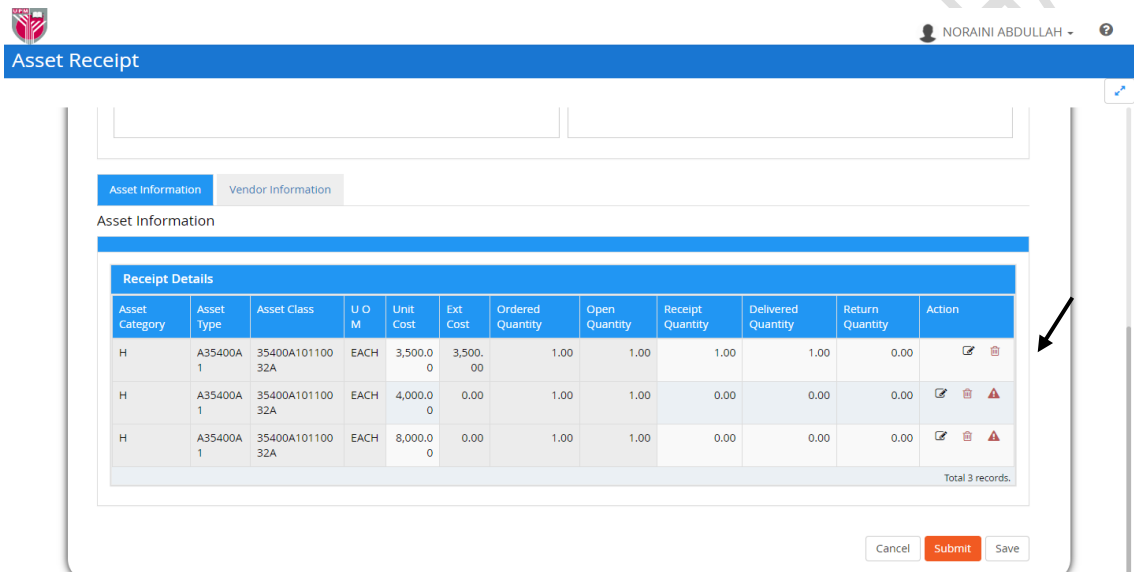 UPM
NORAINI ABDULLAH
Asset Receipt
Asset Information
Vendor Information
Asset Information
Receipt Details
Asset Category Asset Type Asset Class U O M Unit Cost Ext Cost Ordered Quantity Open Quantity Receipt Quantity Delivered Quantity Return Quantity Action
H A35400A1 35400A10110032A EACH 3,500.00 3,500.00 1.00 1.00 1.00 1.00 0.00
H A35400A1 35400A10110032A EACH 4,000.00 0.00 1.00 1.00 0.00 0.00 0.00
H A35400A1 35400A10110032A EACH 8,000.00 0.00 1.00 1.00 0.00 0.00 0.00
Total 3 records.
Cancel Submit Save